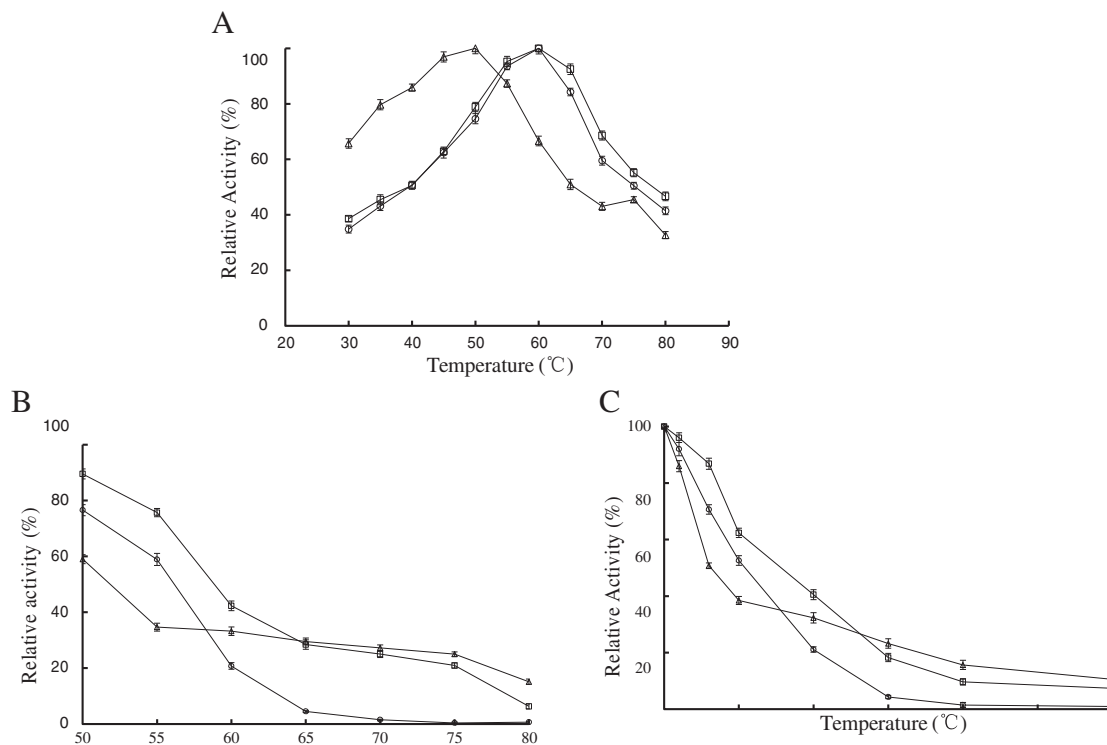 A
Relative Activity (%)
100
80
60
40
20
0
20 30 40 50 60 70 80 90
Temperature (℃)
B
Relative activity (%)
100
80
60
40
20
0
50 55 60 65 70 75 80
C
Relative Activity (%)
100
80
60
40
20
Temperature (℃)